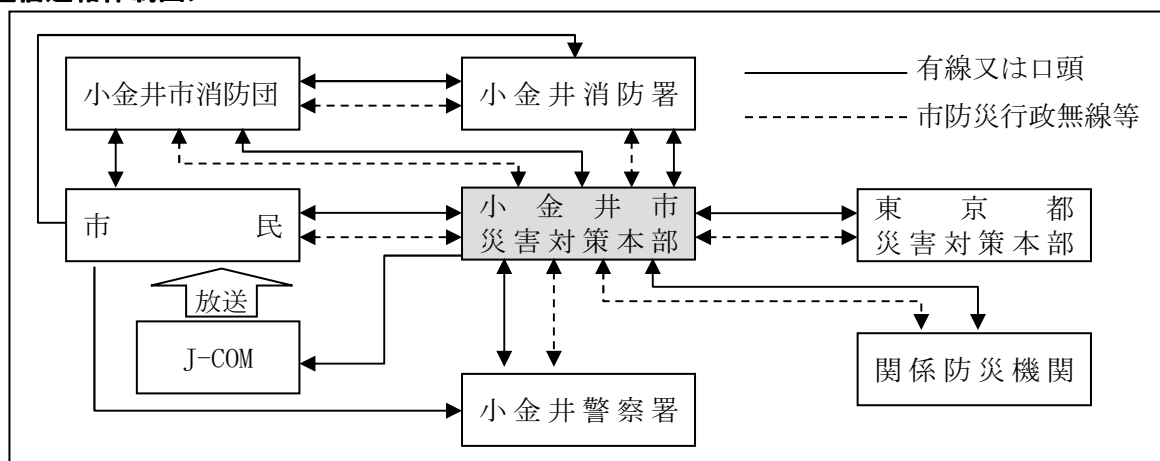 小金井市消防団
小金井消防署
有線又は口頭
市防災行政無線等
市民
小金井市
災害対策本部
東京都
災害対策本部
放送
J-COM
関係防災機関
小金井警察署